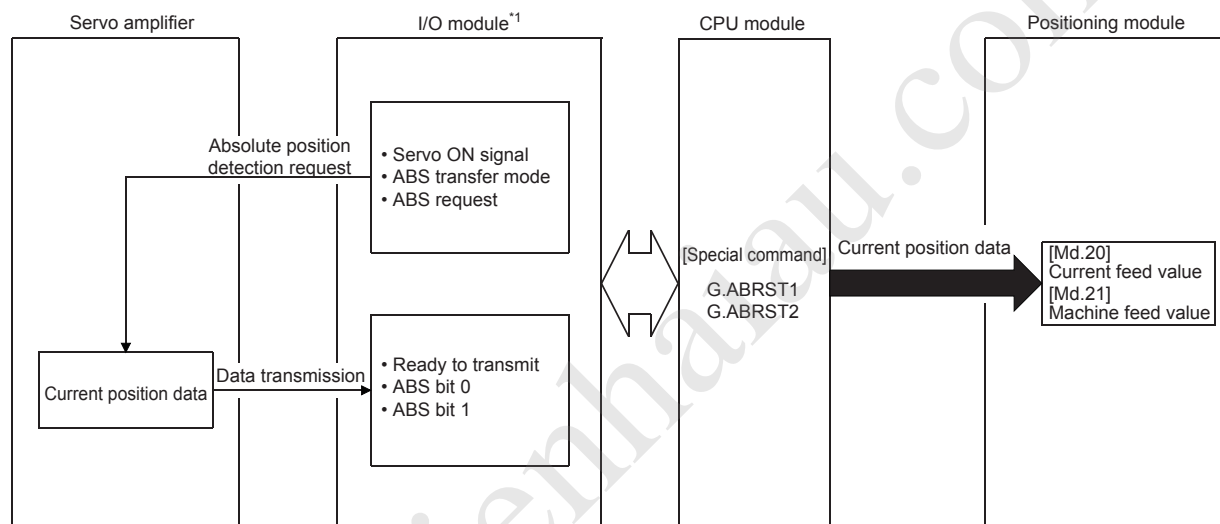 Servo amplifier
I/O module*1
CPU module
Positioning module
Absolute position
detection request
• Servo ON signal
• ABS transfer mode
• ABS request
[Special command]
G.ABRST1
G.ABRST2
Current position data
[Md.20]
Current feed value
[Md.21]
Machine feed value
Current position data
Data transmission
• Ready to transmit
• ABS bit 0
• ABS bit 1